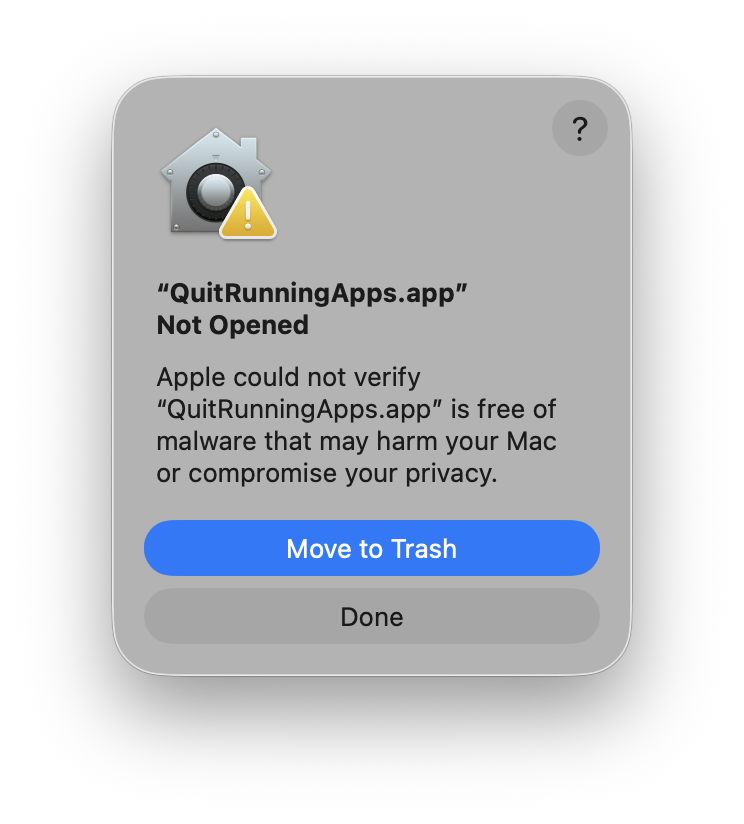 ?
“QuitRunningApps.app”
Not Opened
Apple could not verify
“QuitRunningApps.app” is free of
malware that may harm your Mac
or compromise your privacy.
Move to Trash
Done